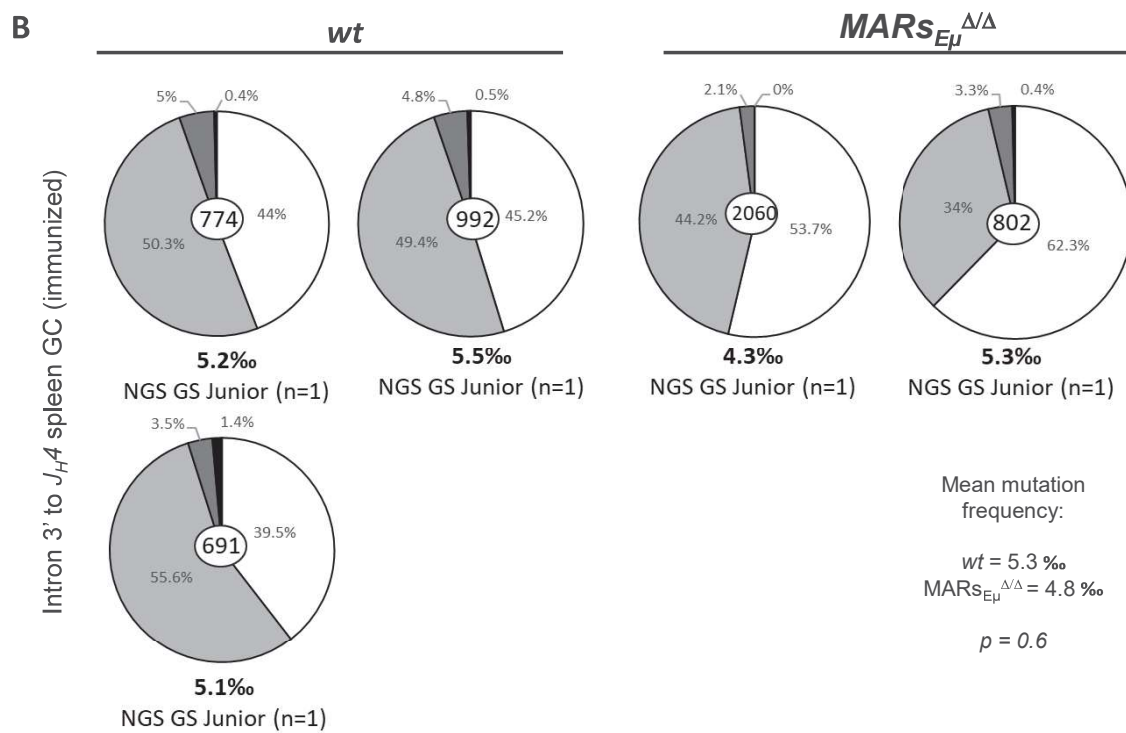 B
wt
MARsEμΔ/Δ
Intron 3' to JH4 spleen GC (immunized)
5%
0.4%
774
44%
50.3%
5.2‰
NGS GS Junior (n=1)
4.8%
0.5%
992
45.2%
49.4%
5.5‰
NGS GS Junior (n=1)
2.1%
0%
2060
44.2%
53.7%
4.3‰
NGS GS Junior (n=1)
3.3%
0.4%
34%
802
62.3%
5.3‰
NGS GS Junior (n=1)
3.5%
1.4%
691
39.5%
55.6%
5.1‰
NGS GS Junior (n=1)
Mean mutation
frequency:
wt = 5.3 ‰
MARsEμΔ/Δ = 4.8 ‰
p = 0.6